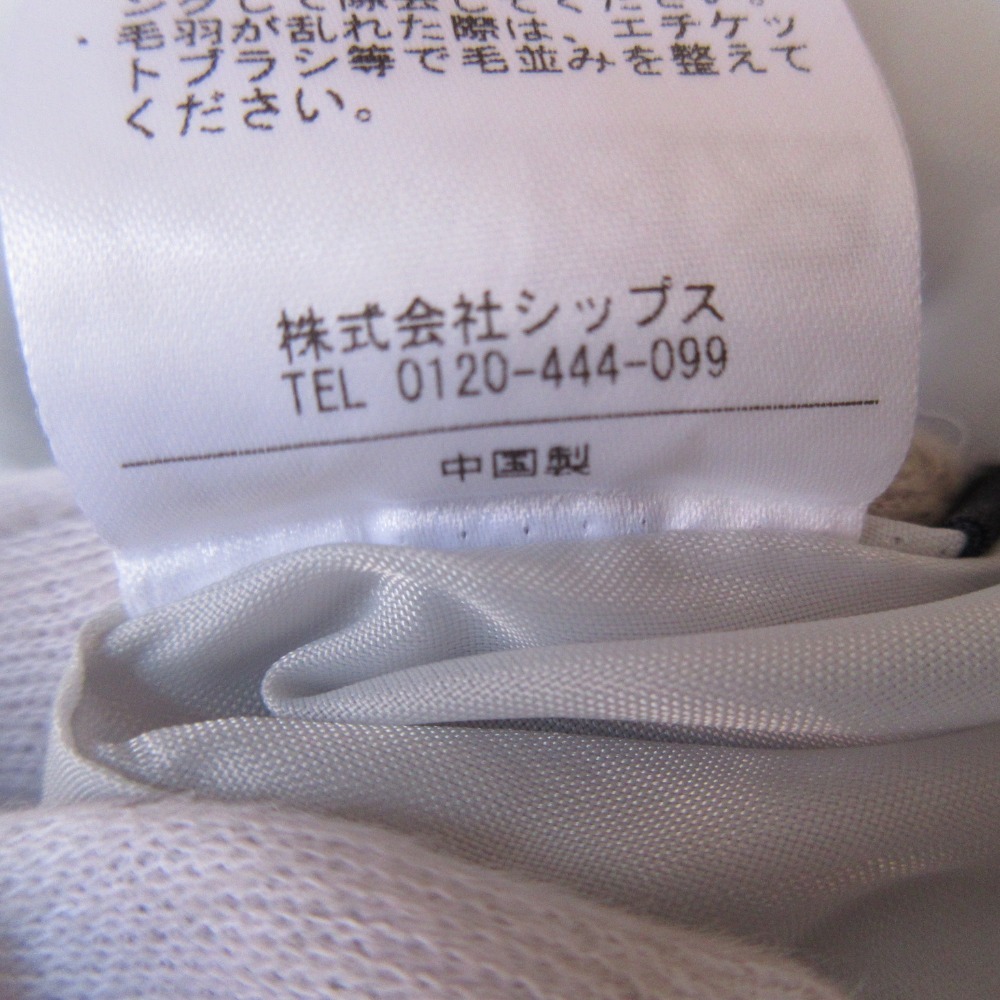 ・毛羽が乱れた際は、エチケッ
トブラシ等で毛並みを整えて
ください。
株式会社シップス
TEL 0120-444-099
中国製